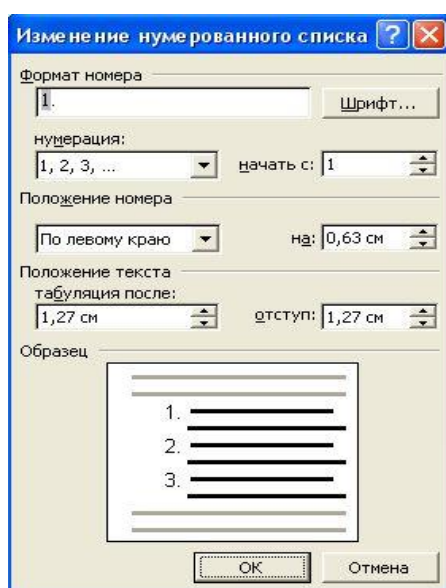 Изменение нумерованного списка
Формат номера
1.
Шрифт...
нумерация:
1, 2, 3, ...
начать с: 1
Положение номера
По левому краю
на: 0,63 см
Положение текста
табуляция после:
1,27 см
отступ: 1,27 см
Образец
1.
2.
3.
ОК
Отмена